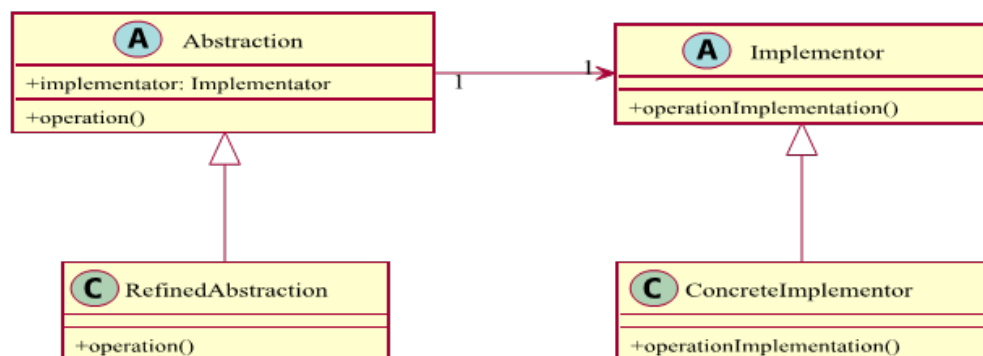 A Abstraction
+implementator: Implementator
+operation()
1
1
A Implementor
+operationImplementation()
C RefinedAbstraction
+operation()
C ConcreteImplementor
+operationImplementation()